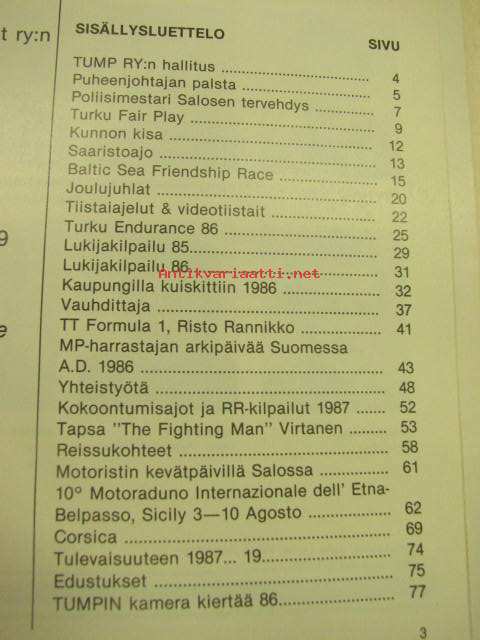 t ry:n
9
e
SISÄLLYSLUETTELO SIVU
TUMP RY:n hallitus 4
Puheenjohtajan palsta 5
Poliisimestari Salosen tervehdys 7
Turku Fair Play 9
Kunnon kisa 12
Saaristoajo 13
Baltic Sea Friendship Race 15
Joulujuhlat 20
Tiistaiajelut & videotiistait 22
Turku Endurance 86 25
Lukijakilpailu 85 29
Lukijakilpailu 86 31
Antikvariaatti.net
Kaupungilla kuiskittiin 1986 32
Vauhdittaja 37
TT Formula 1, Risto Rannikko 41
MP-harrastajan arkipäivää Suomessa
A.D. 1986 43
Yhteistyötä 48
Kokoontumisajot ja RR-kilpailut 1987 52
Tapsa "The Fighting Man" Virtanen 53
Reissukohteet 58
Motoristin kevätpäivillä Salossa 61
10° Motoraduno Internazionale dell' Etna-
Belpasso, Sicily 3—10 Agosto 62
Corsica 69
Tulevaisuuteen 1987... 19 74
Edustukset 75
TUMPIN kamera kiertää 86 77
3